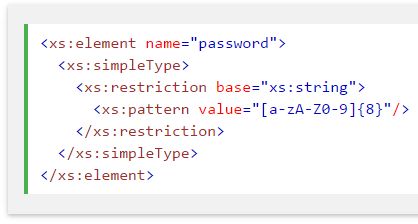 <xs:element name="password">
  <xs:simpleType>
    <xs:restriction base="xs:string">
      <xs:pattern value="[a-zA-Z0-9]{8}"/>
    </xs:restriction>
  </xs:simpleType>
</xs:element>